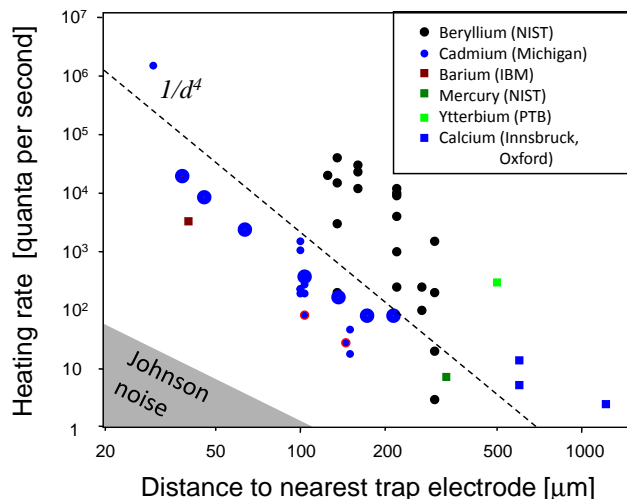 10⁷
10⁶
10⁵
10⁴
10³
10²
10
1
Heating rate [quanta per second]
1/d⁴
Beryllium (NIST)
Cadmium (Michigan)
Barium (IBM)
Mercury (NIST)
Ytterbium (PTB)
Calcium (Innsbruck,
Oxford)
Johnson
noise
20 50 100 220 500 1000
Distance to nearest trap electrode [μm]